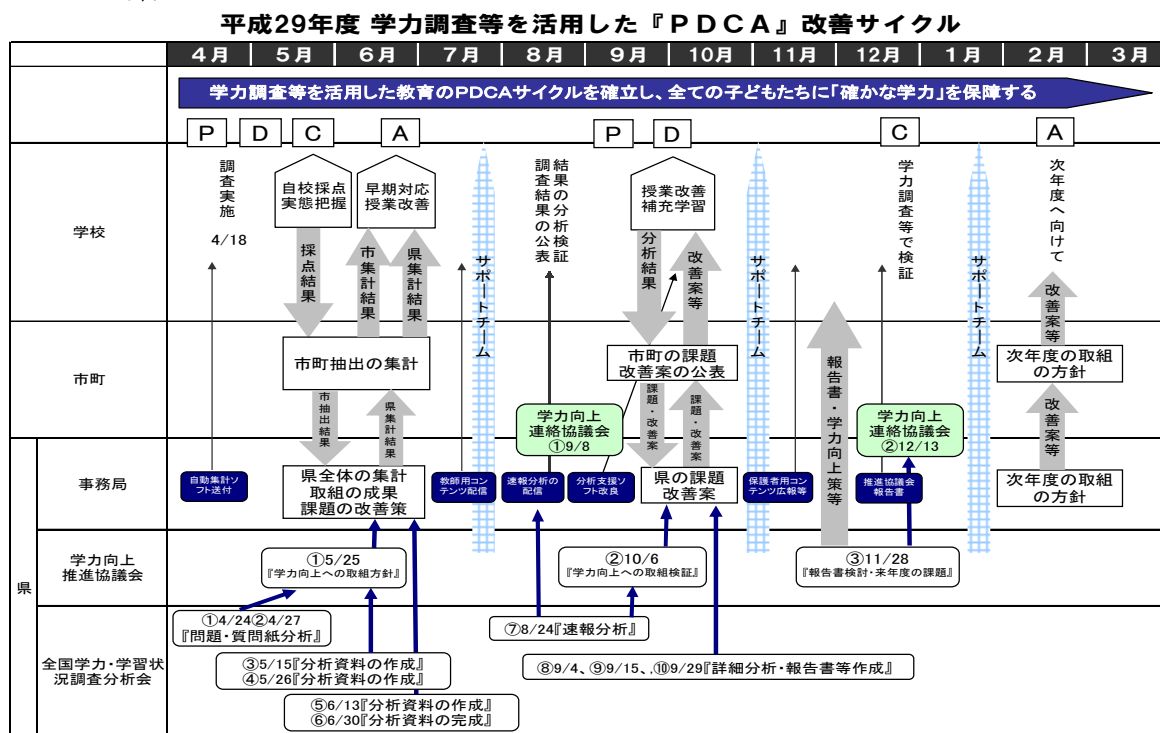 平成29年度 学力調査等を活用した『ＰＤＣＡ』改善サイクル
4月
5月
6月
7月
8月
9月
10月
11月
12月
1月
2月
3月
学力調査等を活用した教育のPDCAサイクルを確立し、全ての子どもたちに「確かな学力」を保障する
P
D
C
A
P
D
C
A
学校
調査実施
4/18
自校採点
実態把握
早期対応
授業改善
結果の分析検証
調査結果の公表
授業改善
補充学習
学力調査等で検証
次年度へ向けて
採点結果
市集計結果
県集計結果
サポートチーム
分析結果
改善案等
サポートチーム
サポートチーム
改善案等
市町
市町抽出の集計
市町の課題
改善案の公表
次年度の取組
の方針
市抽出結果
県集計結果
学力向上
連絡協議会
①9/8
課題・改善案
課題・改善案
報告書・学力向上策等
学力向上
連絡協議会
②12/13
改善案等
県
事務局
自動集計ソ
フト送付
県全体の集計
取組の成果
課題の改善策
教師用コン
テンツ配信
速報分析の
配信
分析支援ソ
フト改良
県の課題
改善案
保護者用コン
テンツ広報等
推進協議会
報告書
次年度の取組
の方針
学力向上
推進協議会
①5/25
『学力向上への取組方針』
②10/6
『学力向上への取組検証』
③11/28
『報告書検討・来年度の課題』
全国学力・学習状
況調査分析会
①4/24②4/27
『問題・質問紙分析』
⑦8/24『速報分析』
③5/15『分析資料の作成』
④5/26『分析資料の作成』
⑧9/4、⑨9/15、,⑩9/29『詳細分析・報告書等作成』
⑤6/13『分析資料の作成』
⑥6/30『分析資料の完成』